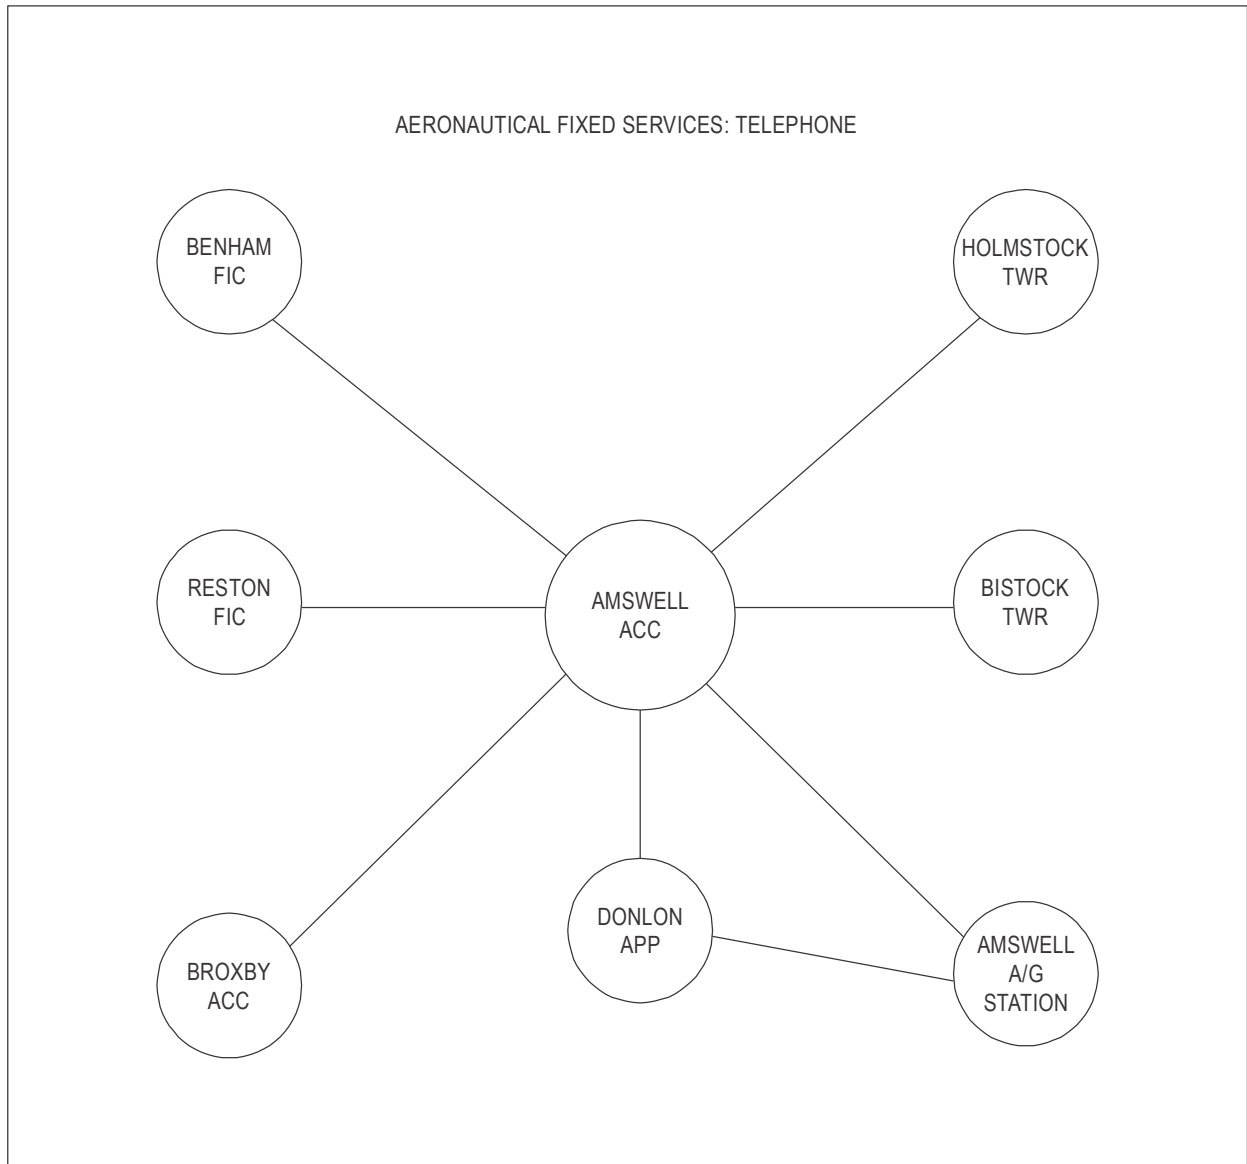 AERONAUTICAL FIXED SERVICES: TELEPHONE
BENHAM
FIC
HOLMSTOCK
TWR
RESTON
FIC
AMSWELL
ACC
BISTOCK
TWR
BROXBY
ACC
DONLON
APP
AMSWELL
A/G
STATION